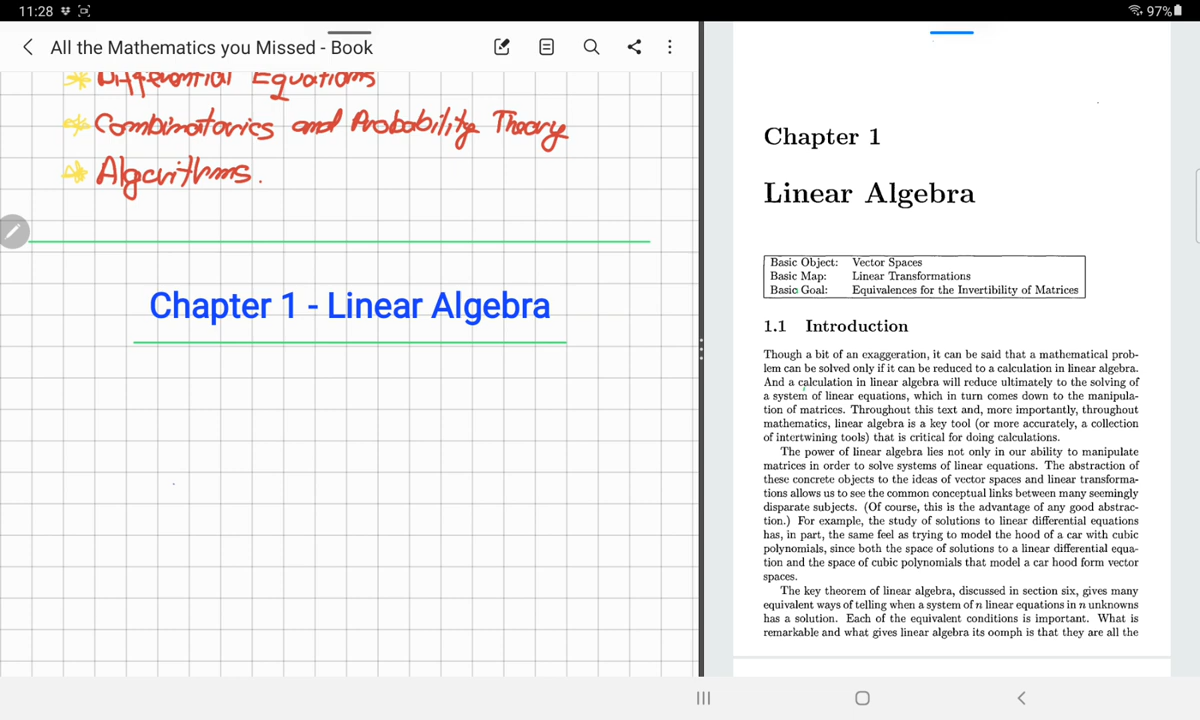 11:28
97%
All the Mathematics you Missed - Book
Differential Equations
Combinatorics and Probability Theory
Algorithms.
Chapter 1 - Linear Algebra
Chapter 1
Linear Algebra
Basic Object: Vector Spaces
Basic Map: Linear Transformations
Basic Goal: Equivalences for the Invertibility of Matrices
1.1 Introduction
Though a bit of an exaggeration, it can be said that a mathematical prob-
lem can be solved only if it can be reduced to a calculation in linear algebra.
And a calculation in linear algebra will reduce ultimately to the solving of
a system of linear equations, which in turn comes down to the manipula-
tion of matrices. Throughout this text and, more importantly, throughout
mathematics, linear algebra is a key tool (or more accurately, a collection
of intertwining tools) that is critical for doing calculations.
The power of linear algebra lies not only in our ability to manipulate
matrices in order to solve systems of linear equations. The abstraction of
these concrete objects to the ideas of vector spaces and linear transforma-
tions allows us to see the common conceptual links between many seemingly
disparate subjects. (Of course, this is the advantage of any good abstrac-
tion.) For example, the study of solutions to linear differential equations
has, in part, the same feel as trying to model the hood of a car with cubic
polynomials, since both the space of solutions to a linear differential equa-
tion and the space of cubic polynomials that model a car hood form vector
spaces.
The key theorem of linear algebra, discussed in section six, gives many
equivalent ways of telling when a system of n linear equations in n unknowns
has a solution. Each of the equivalent conditions is important. What is
remarkable and what gives linear algebra its oomph is that they are all the